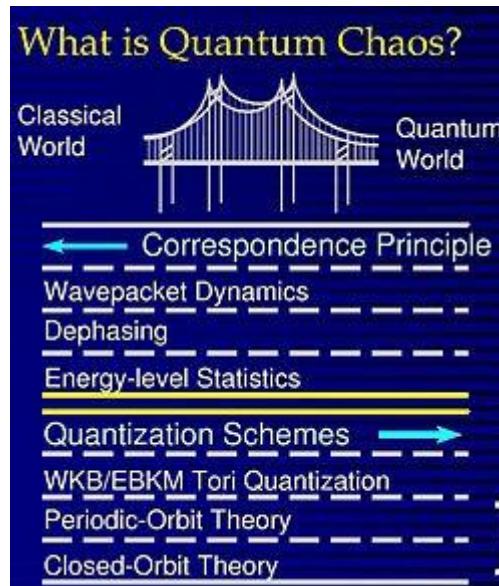 What is Quantum Chaos?
Classical
World
Quantum
World
Correspondence Principle
Wavepacket Dynamics
Dephasing
Energy-level Statistics
Quantization Schemes
WKB/EBKM Tori Quantization
Periodic-Orbit Theory
Closed-Orbit Theory